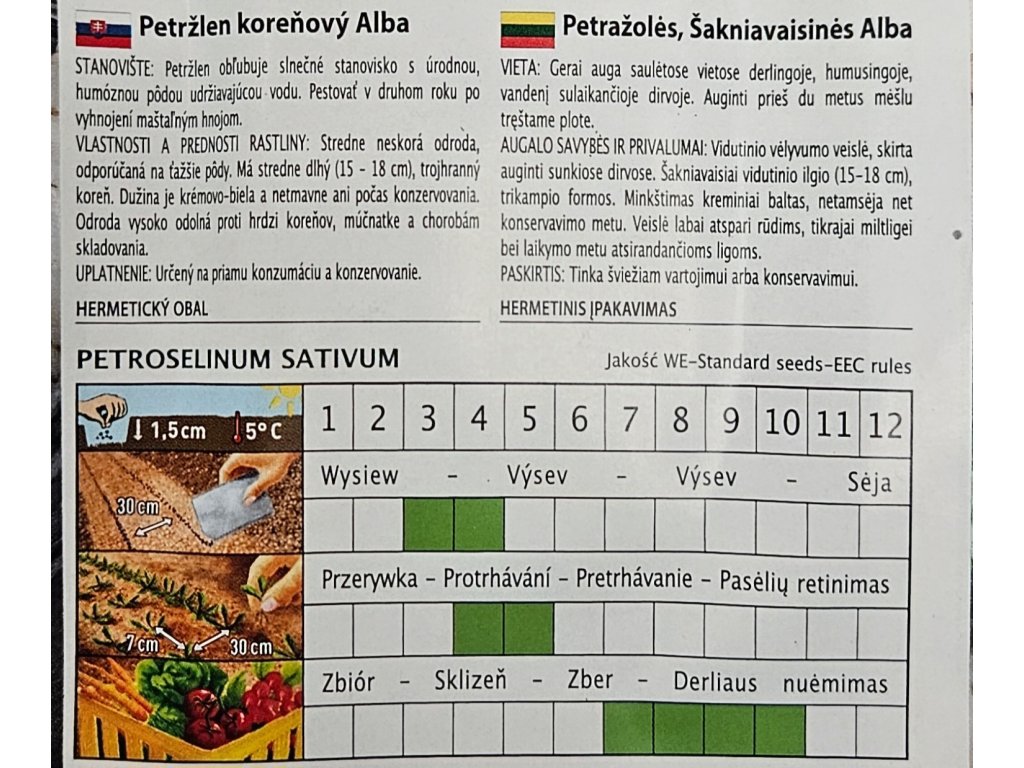 Petržlen koreňový Alba
STANOVIŠTE: Petržlen obľubuje slnečné stanovisko s úrodnou,
humóznou pôdou udržiavajúcou vodu. Pestovať v druhom roku po
vyhnojení maštaľným hnojom.
VLASTNOSTI A PREDNOSTI RASTLINY: Stredne neskorá odroda,
odporúčaná na ťažšie pôdy. Má stredne dlhý (15 - 18 cm), trojhranný
koreň. Dužina je krémovo-biela a netmavne ani počas konzervovania.
Odroda vysoko odolná proti hrdzi koreňov, múčnatke a chorobám
skladovania.
UPLATNENIE: Určený na priamu konzumáciu a konzervovanie.
HERMETICKÝ OBAL
Petražolės, Šakniavaisinės Alba
VIETA: Gerai auga saulėtose vietose derlingoje, humusingoje,
vandenį sulaikančioje dirvoje. Auginti prieš du metus mėšlu
tręštame plote.
AUGALO SAVYBĖS IR PRIVALUMAI: Vidutinio vėlyvumo veislė, skirta
auginti sunkiose dirvose. Šakniavaisiai vidutinio ilgio (15-18 cm),
trikampio formos. Minkštimas kreminiai baltas, netamsėja net
konservavimo metu. Veislė labai atspari rūdims, tikrajai miltligei
bei laikymo metu atsirandančioms ligoms.
PASKIRTIS: Tinka šviežiam vartojimui arba konservavimui.
HERMETINIS ĮPAKAVIMAS
PETROSELINUM SATIVUM
Jakość WE-Standard seeds-EEC rules
1,5cm 5°C 1 2 3 4 5 6 7 8 9 10 11 12
Wysiew - Výsev - Výsev - Sėja
30cm
Przerywka - Protrhávání - Pretrhávanie - Pasėlių retinimas
7cm 30cm
Zbiór - Sklizeň - Zber - Derliaus nuėmimas